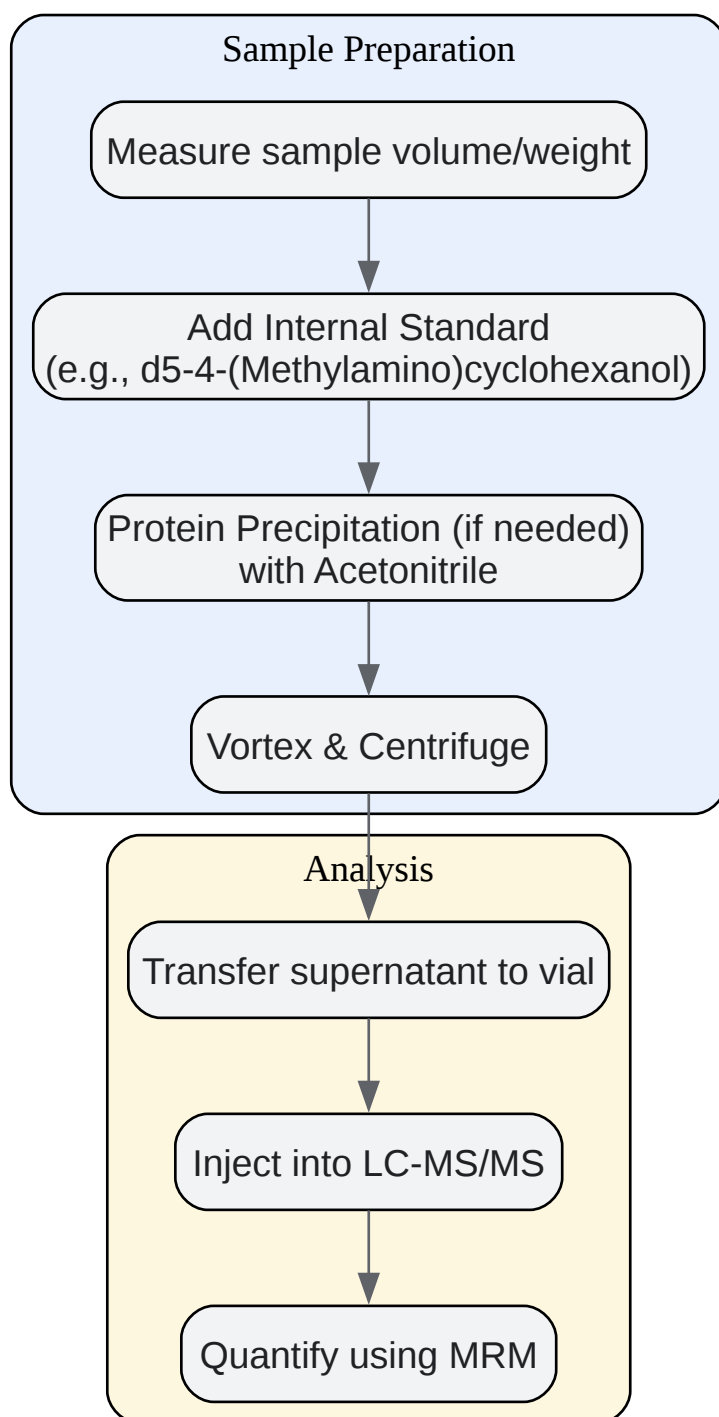 Sample Preparation
Measure sample volume/weight
Add Internal Standard
(e.g., d5-4-(Methylamino)cyclohexanol)
Protein Precipitation (if needed)
with Acetonitrile
Vortex & Centrifuge
Analysis
Transfer supernatant to vial
Inject into LC-MS/MS
Quantify using MRM